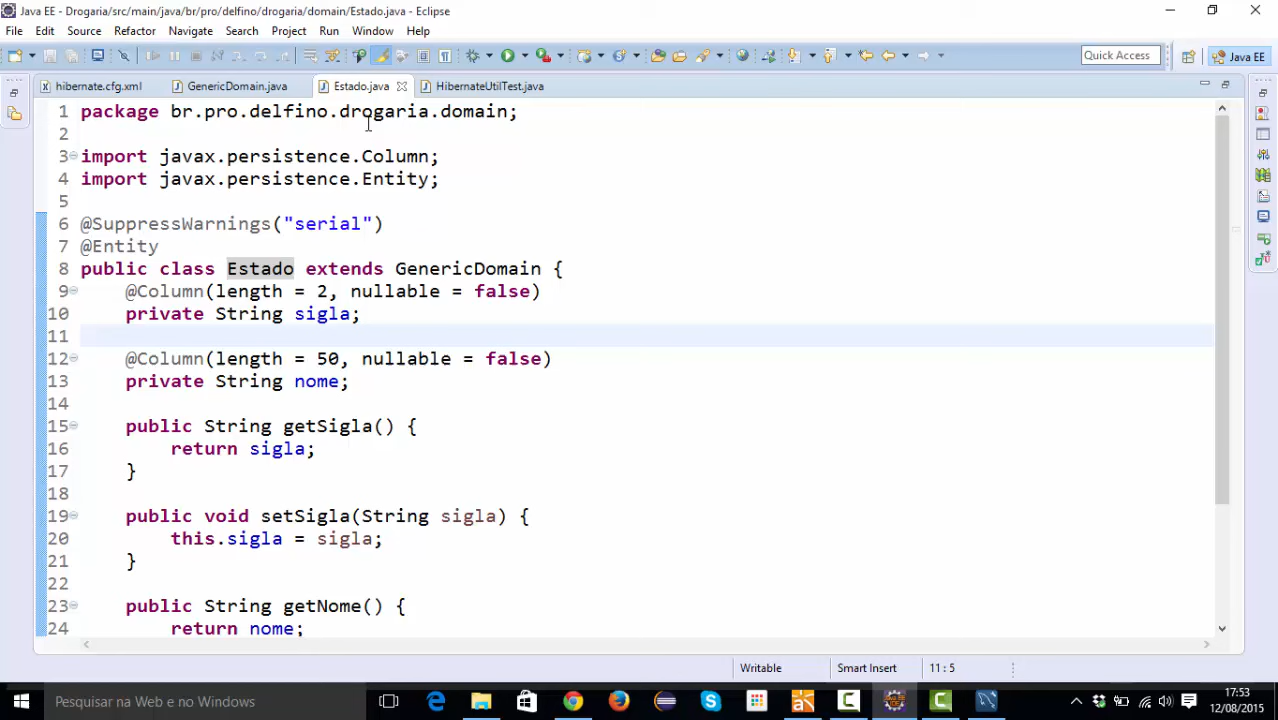 Java EE - Drogaria/src/main/java/br/pro/delfino/drogaria/domain/Estado.java - Eclipse
File Edit Source Refactor Navigate Search Project Run Window Help
Quick Access Java EE
hibernate.cfg.xml GenericDomain.java Estado.java HibernateUtilTest.java
1 package br.pro.delfino.drogaria.domain;
2
3 import javax.persistence.Column;
4 import javax.persistence.Entity;
5
6 @SuppressWarnings("serial")
7 @Entity
8 public class Estado extends GenericDomain {
9 @Column(length = 2, nullable = false)
10 private String sigla;
11
12 @Column(length = 50, nullable = false)
13 private String nome;
14
15 public String getSigla() {
16 return sigla;
17 }
18
19 public void setSigla(String sigla) {
20 this.sigla = sigla;
21 }
22
23 public String getNome() {
24 return nome;
Writable Smart Insert 11 : 5
Pesquisar na Web e no Windows
17:53
12/08/2015